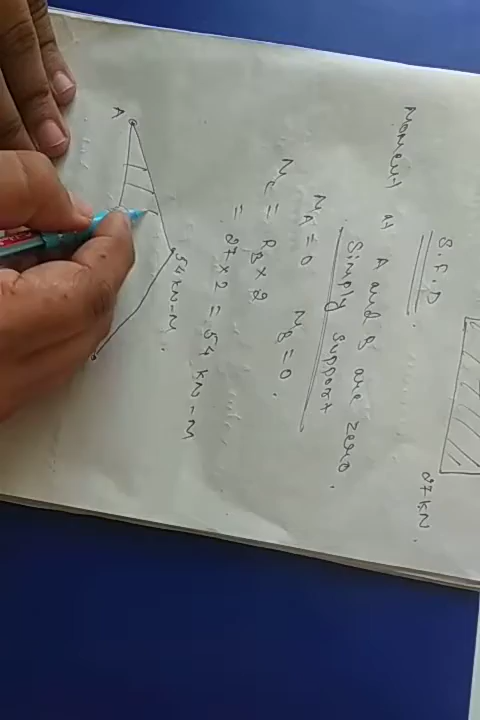 27 KN.
S.F.D.
Moment at A and B are zero.
Simply support
MA = 0 MB = 0.
Mc = RB × 2
= 27 × 2 = 54 KN-M
54 KN-M.
A